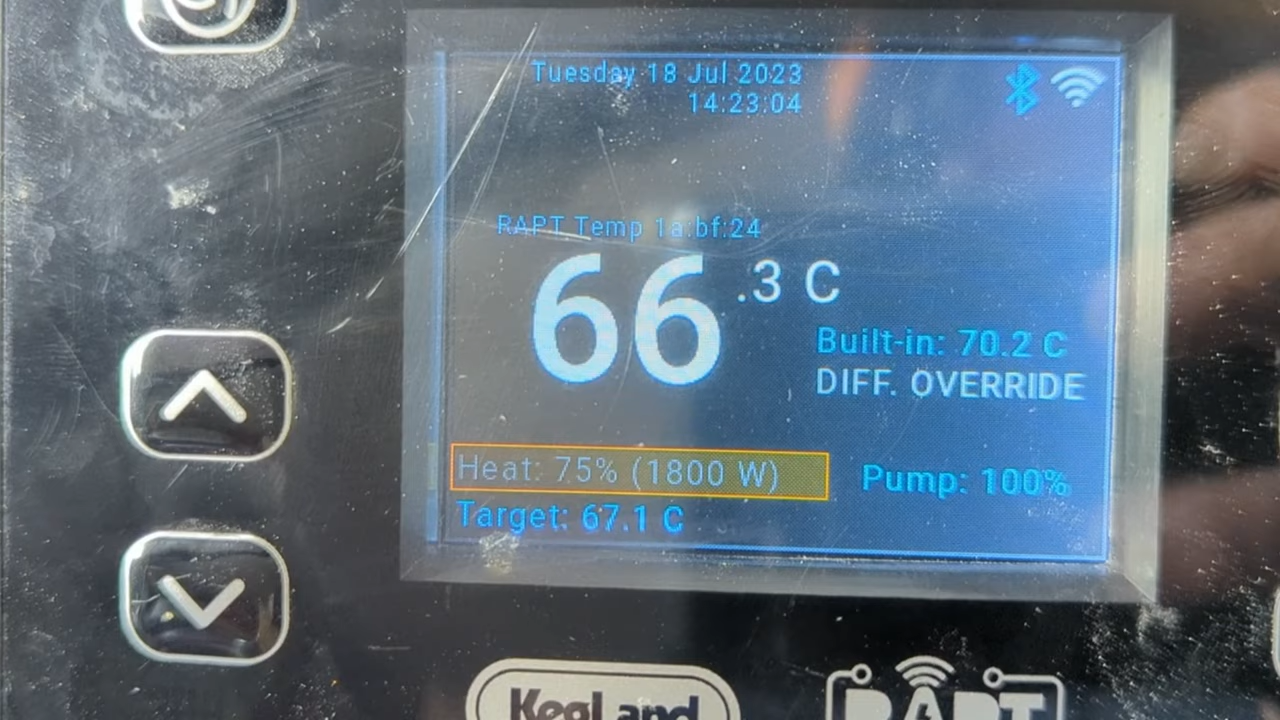 Tuesday 18 Jul 2023
14:23:04
RAPT Temp 1a:bf:24
66.3 C
Built-in: 70.2 C
DIFF. OVERRIDE
Heat: 75% (1800 W)
Pump: 100%
Target: 67.1 C
KegLand
RAPT